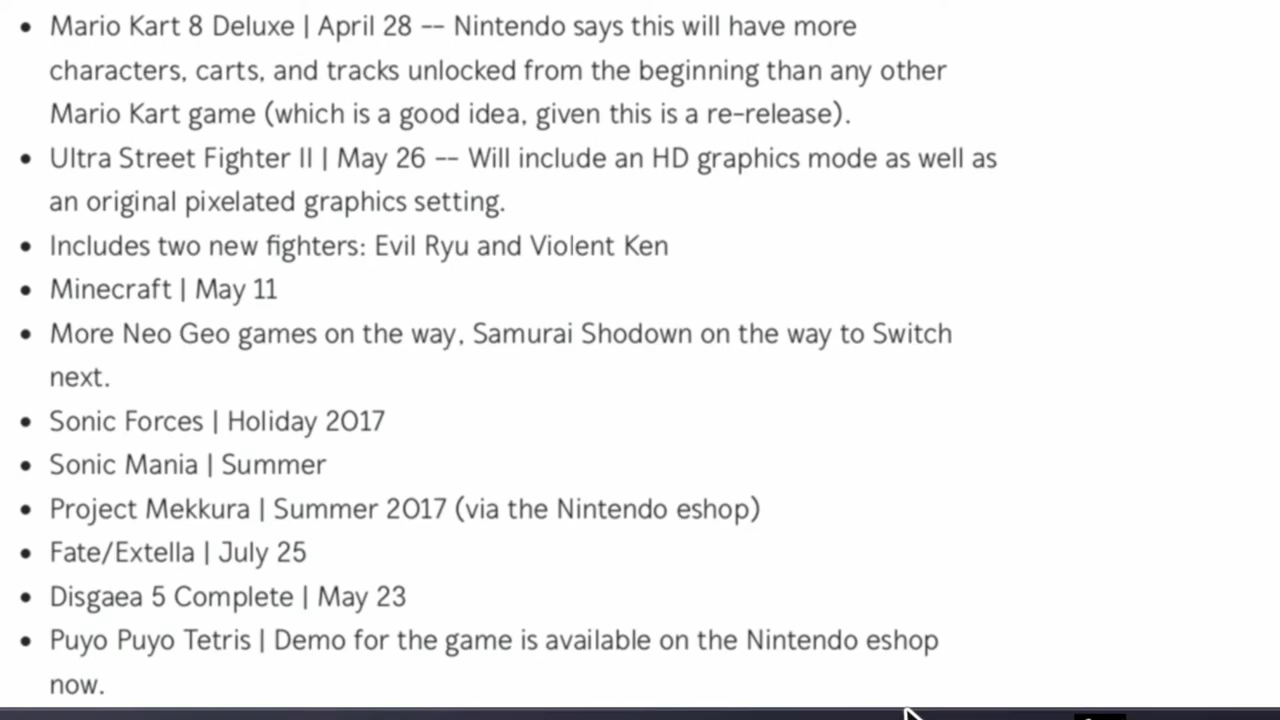 • Mario Kart 8 Deluxe | April 28 -- Nintendo says this will have more
characters, carts, and tracks unlocked from the beginning than any other
Mario Kart game (which is a good idea, given this is a re-release).
• Ultra Street Fighter II | May 26 -- Will include an HD graphics mode as well as
an original pixelated graphics setting.
• Includes two new fighters: Evil Ryu and Violent Ken
• Minecraft | May 11
• More Neo Geo games on the way, Samurai Shodown on the way to Switch
next.
• Sonic Forces | Holiday 2017
• Sonic Mania | Summer
• Project Mekkura | Summer 2017 (via the Nintendo eshop)
• Fate/Extella | July 25
• Disgaea 5 Complete | May 23
• Puyo Puyo Tetris | Demo for the game is available on the Nintendo eshop
now.